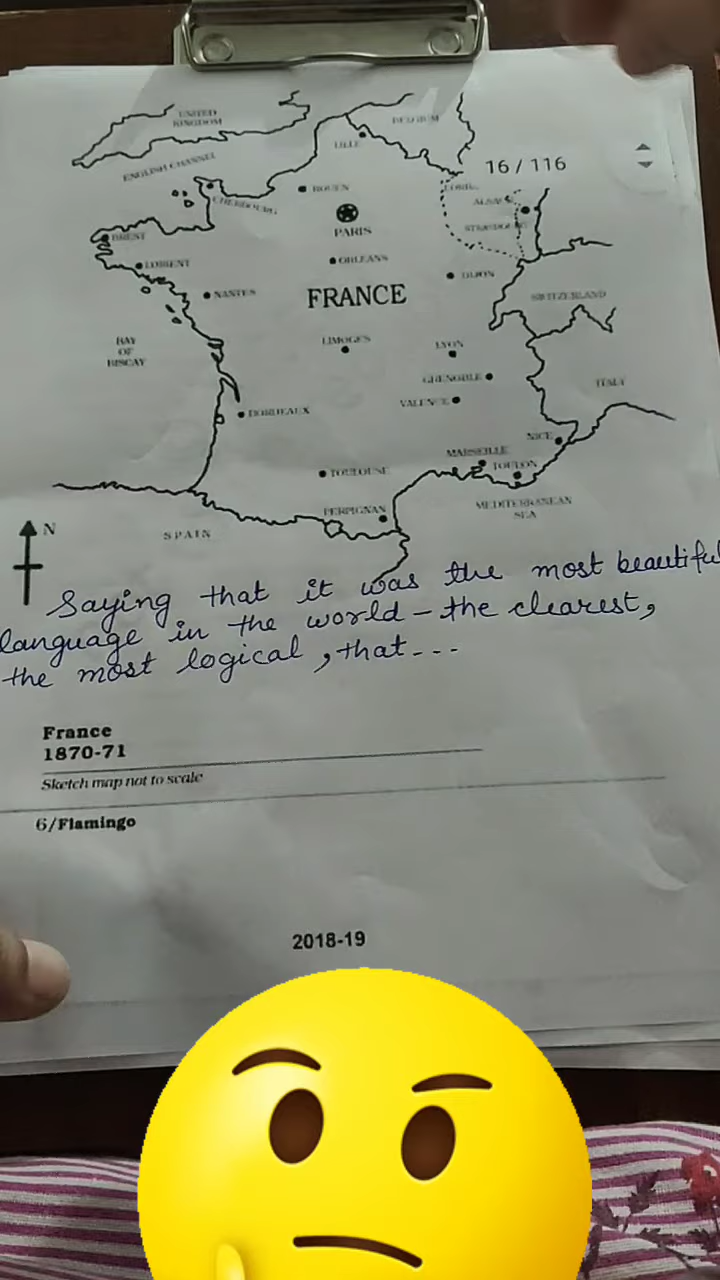 UNITED
KINGDOM
BELGIUM
LILLE
ENGLISH CHANNEL
16 / 116
ROUEN
CHERBOURG
ALSACE
PARIS
STRASBOURG
BREST
ORLEANS
LORIENT
DIJON
NANTES
FRANCE
SWITZERLAND
BAY
OF
BISCAY
LIMOGES
LYON
GRENOBLE
ITALY
VALENCE
BORDEAUX
NICE
MARSEILLE
TOULON
TOULOUSE
MEDITERRANEAN
SEA
PERPIGNAN
N
SPAIN
Saying that it was the most beautiful
language in the world – the clearest,
the most logical, that ---
France
1870-71
Sketch map not to scale
6/Flamingo
2018-19